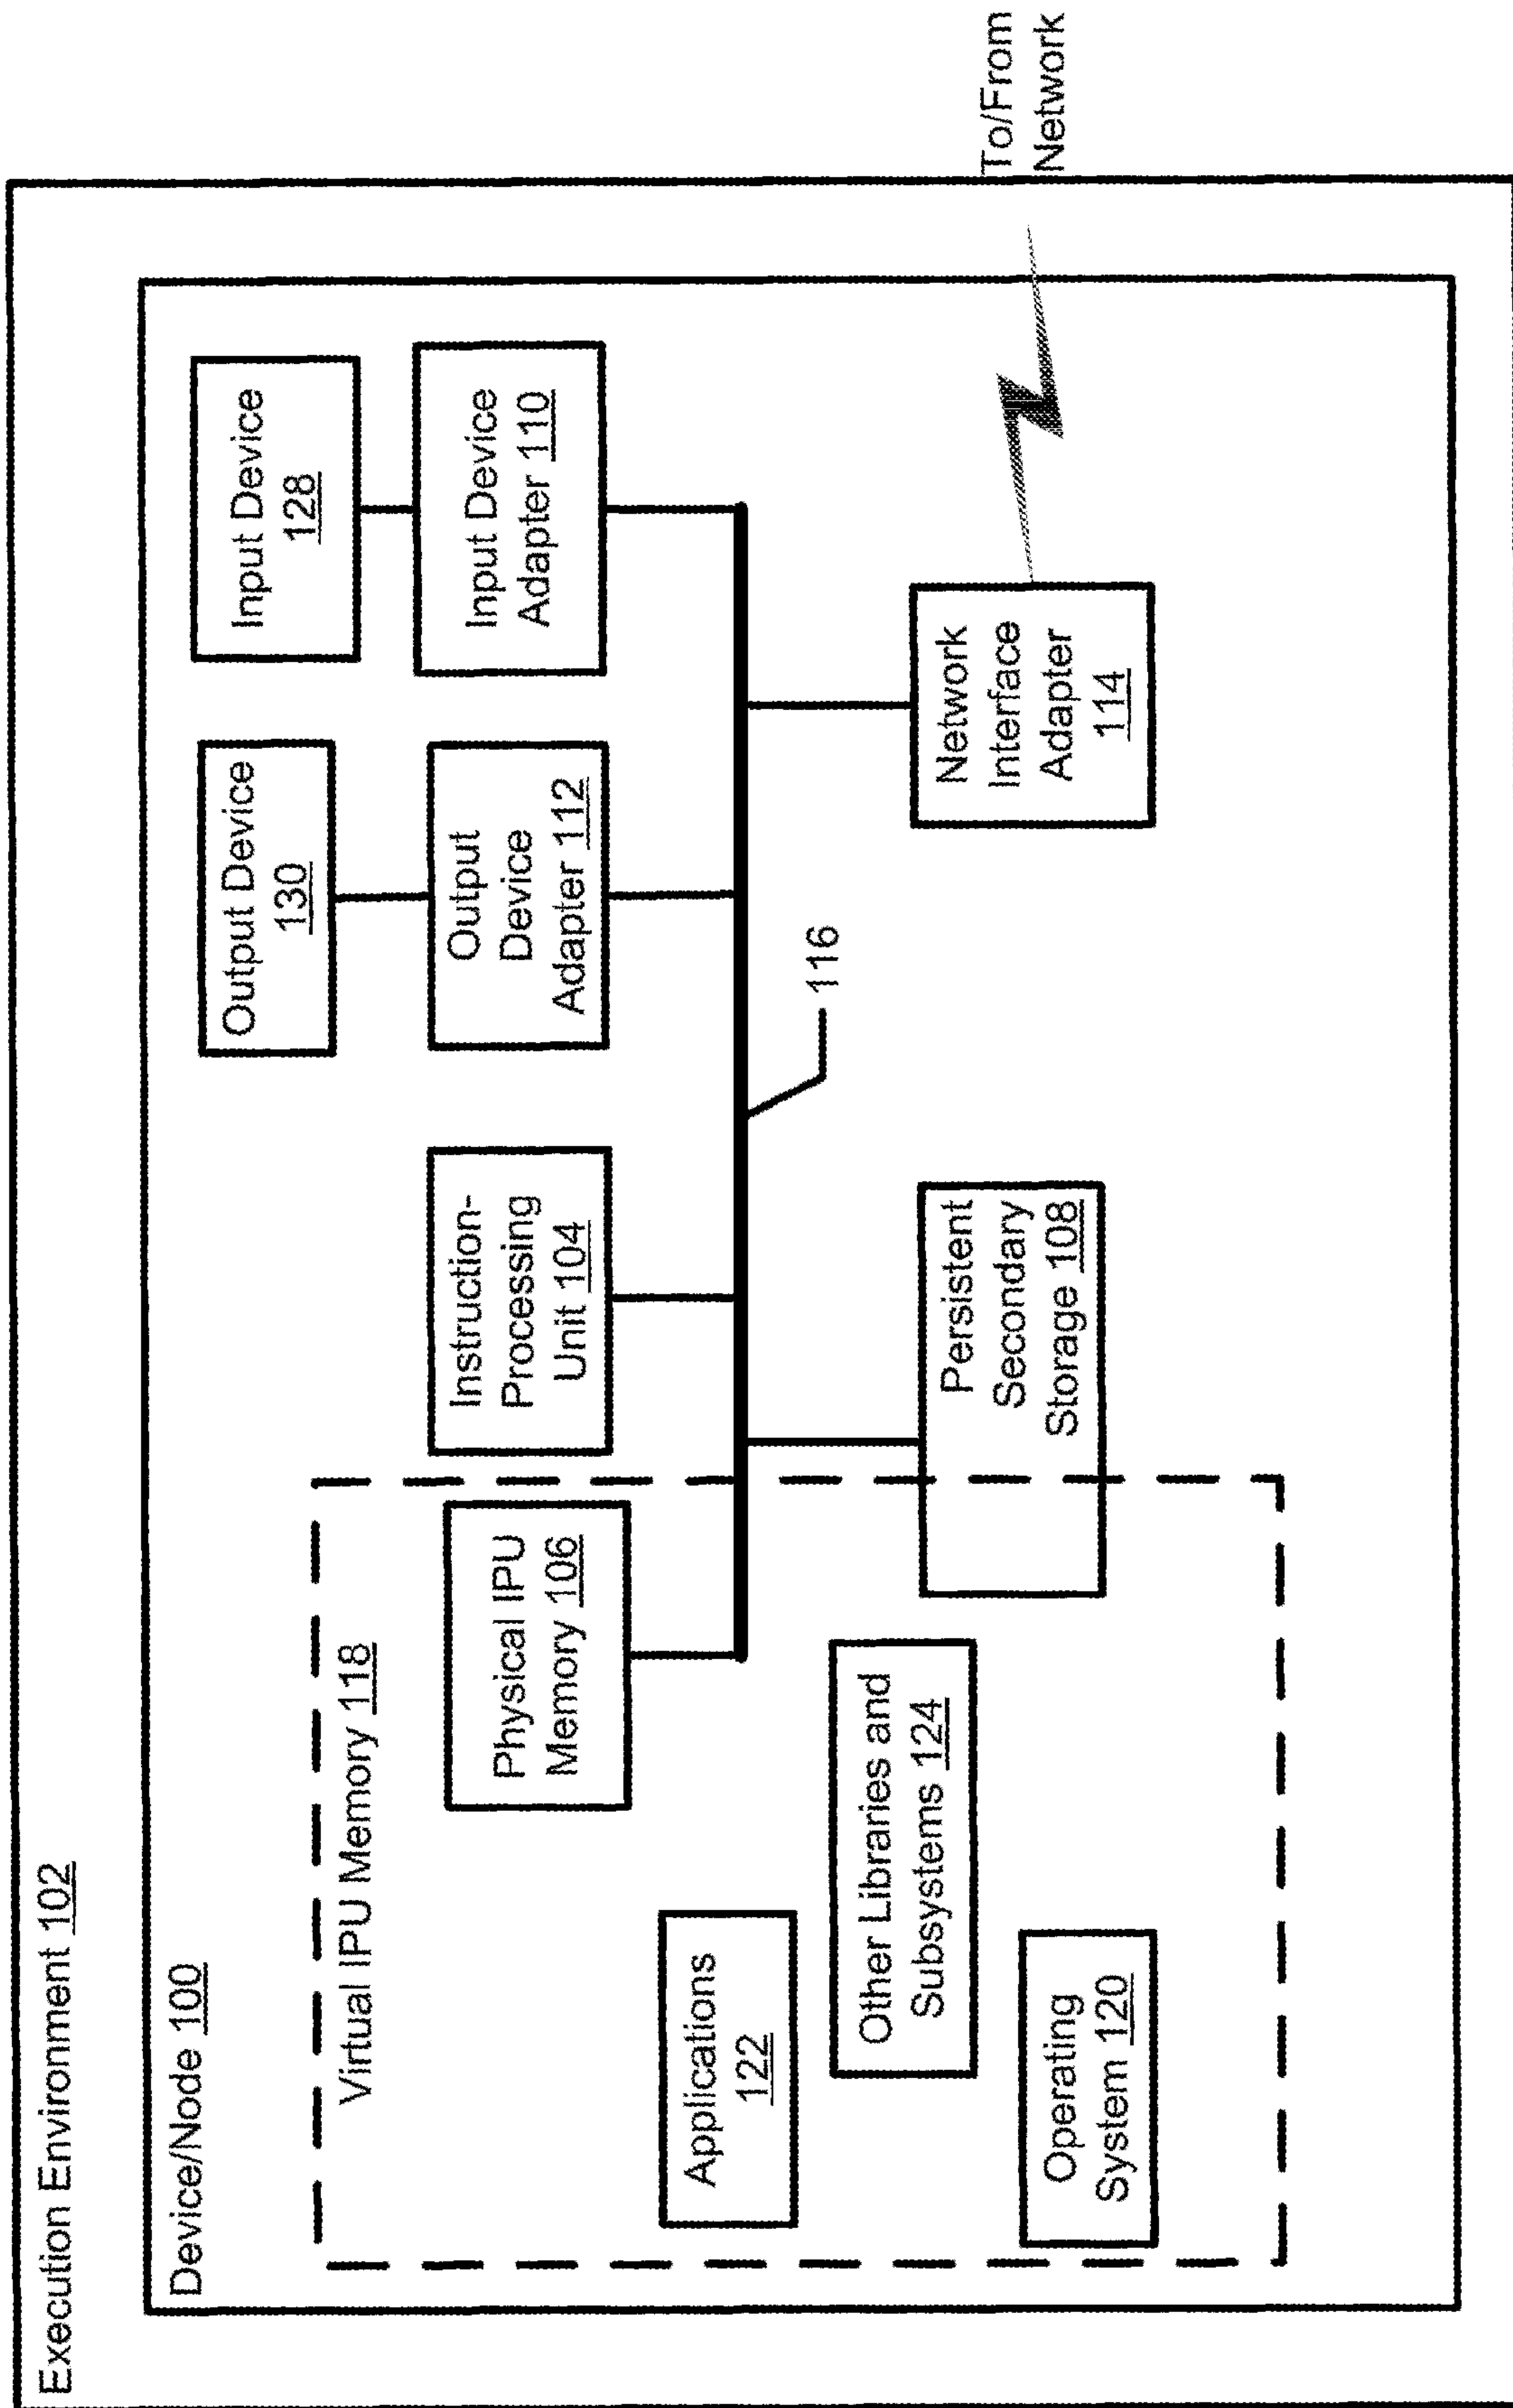 Execution Environment 102
Device/Node 100
Virtual IPU Memory 118
Physical IPU
Memory 106
Applications
122
Other Libraries and
Subsystems 124
Operating
System 120
Instruction-
Processing
Unit 104
Persistent
Secondary
Storage 108
116
Output Device
130
Output
Device
Adapter 112
Input Device
128
Input Device
Adapter 110
Network
Interface
Adapter
114
To/From
Network